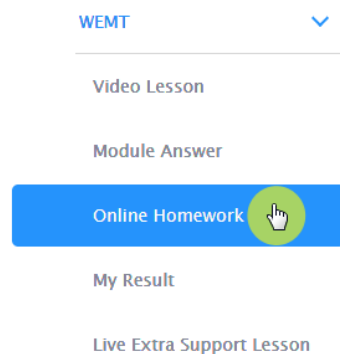 WEMT
Video Lesson
Module Answer
Online Homework
My Result
Live Extra Support Lesson